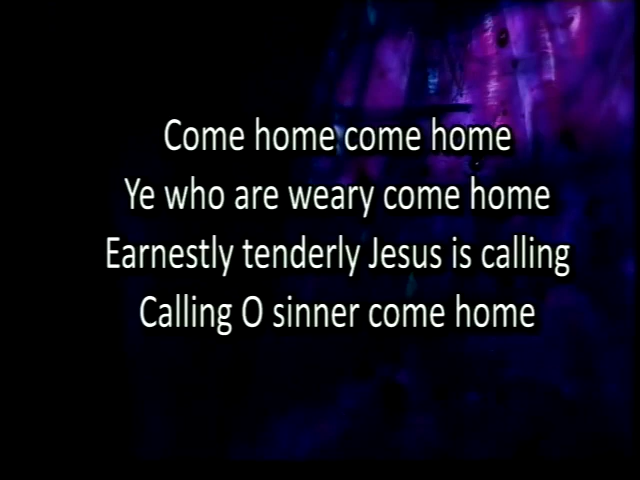 Come home come home
Ye who are weary come home
Earnestly tenderly Jesus is calling
Calling O sinner come home